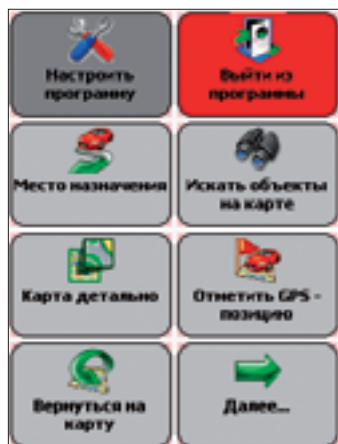 Настроить
программу
Выйти из
программы
Место назначения
Искать объекты
на карте
Карта детально
Отметить GPS -
позицию
Вернуться на
карту
Далее...